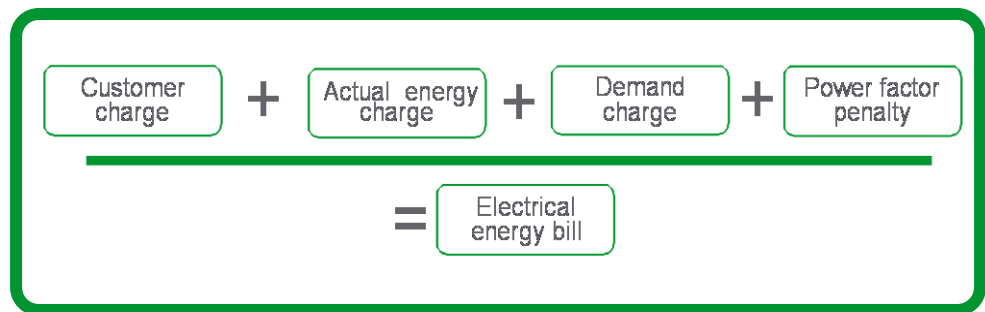 Customer
charge
+
Actual energy
charge
+
Demand
charge
+
Power factor
penalty
=
Electrical
energy bill